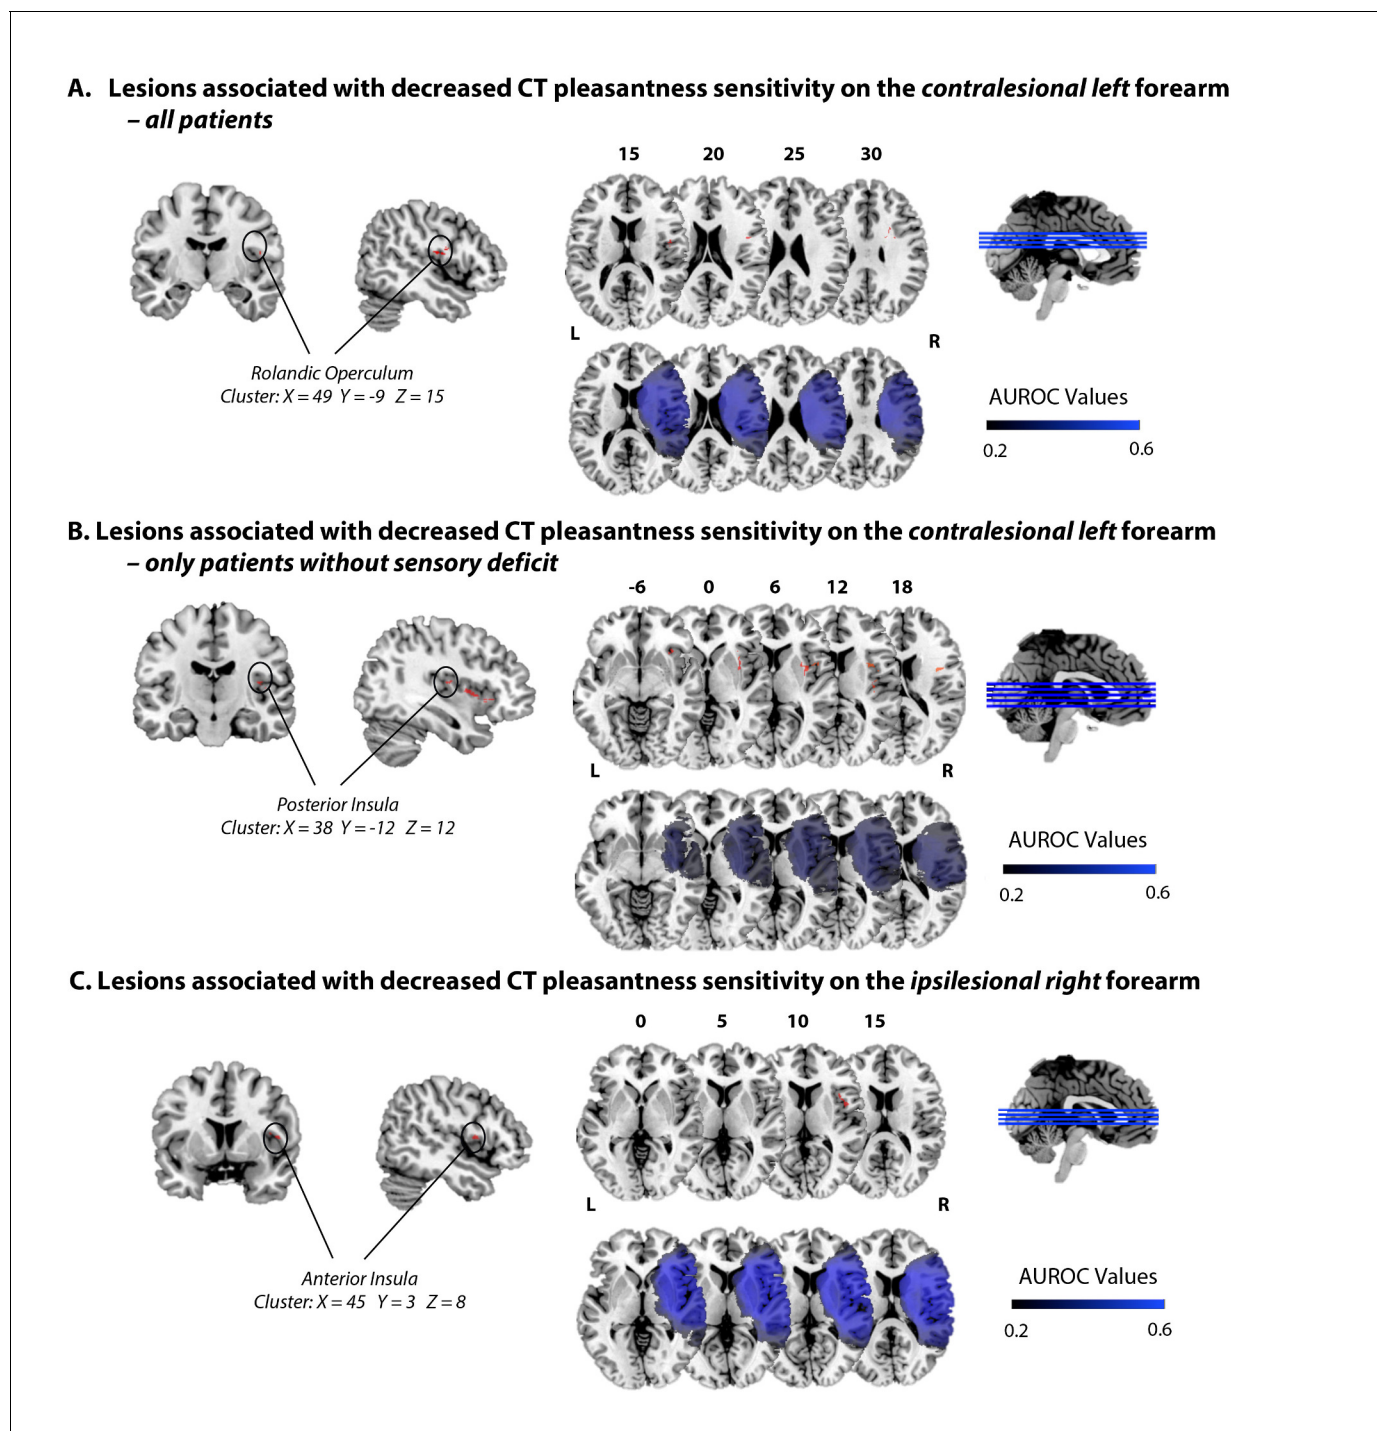 A. Lesions associated with decreased CT pleasantness sensitivity on the contralesional left forearm
– all patients
15 20 25 30
L
R
Rolandic Operculum
Cluster: X = 49 Y = -9 Z = 15
AUROC Values
0.2 0.6
B. Lesions associated with decreased CT pleasantness sensitivity on the contralesional left forearm
– only patients without sensory deficit
-6 0 6 12 18
L R
Posterior Insula
Cluster: X = 38 Y = -12 Z = 12
AUROC Values
0.2 0.6
C. Lesions associated with decreased CT pleasantness sensitivity on the ipsilesional right forearm
0 5 10 15
L R
Anterior Insula
Cluster: X = 45 Y = 3 Z = 8
AUROC Values
0.2 0.6